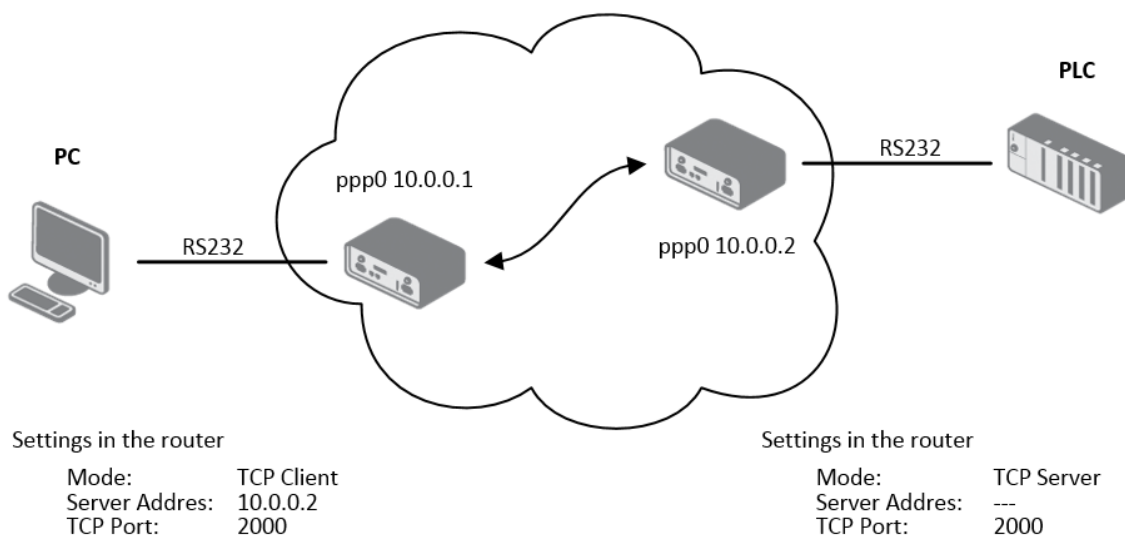 PLC
RS232
PC
ppp0 10.0.0.1
RS232
ppp0 10.0.0.2
Settings in the router
Mode: TCP Client
Server Addres: 10.0.0.2
TCP Port: 2000
Settings in the router
Mode: TCP Server
Server Addres: ---
TCP Port: 2000